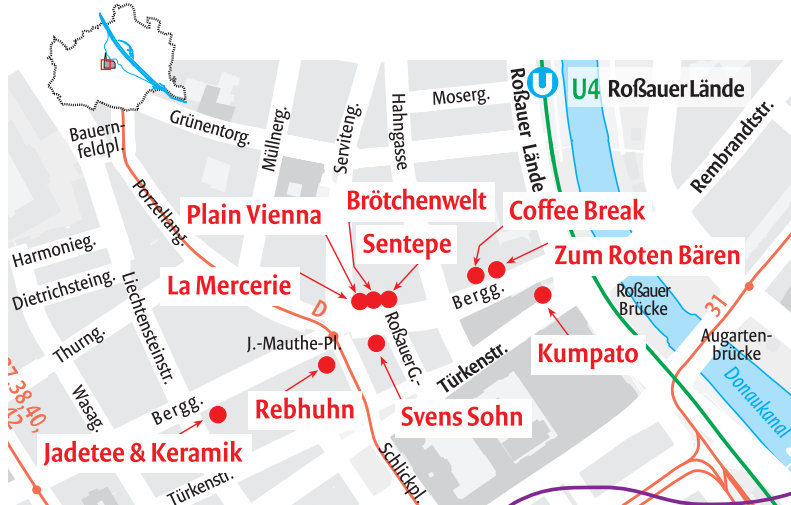 U
U4 Roßauer Lände
Roßauer Lände
Moserg.
Grünentorg.
Müllnerg.
Serviteng.
Hahngasse
Rembrandtstr.
Bauern-
feldpl.
Porzellang.
Plain Vienna
Brötchenwelt
Coffee Break
Sentepe
Zum Roten Bären
La Mercerie
Harmonieg.
Dietrichsteing.
Liechtensteinstr.
Thurng.
Wasag.
D
Bergg.
Roßauer
Brücke
31
Augarten-
brücke
J.-Mauthe-Pl.
Roßauer G.-
Türkenstr.
Kumpato
Donaukanal
Rebhuhn
Svens Sohn
Bergg.
Jadetee & Keramik
Türkenstr.
Schlickpl.